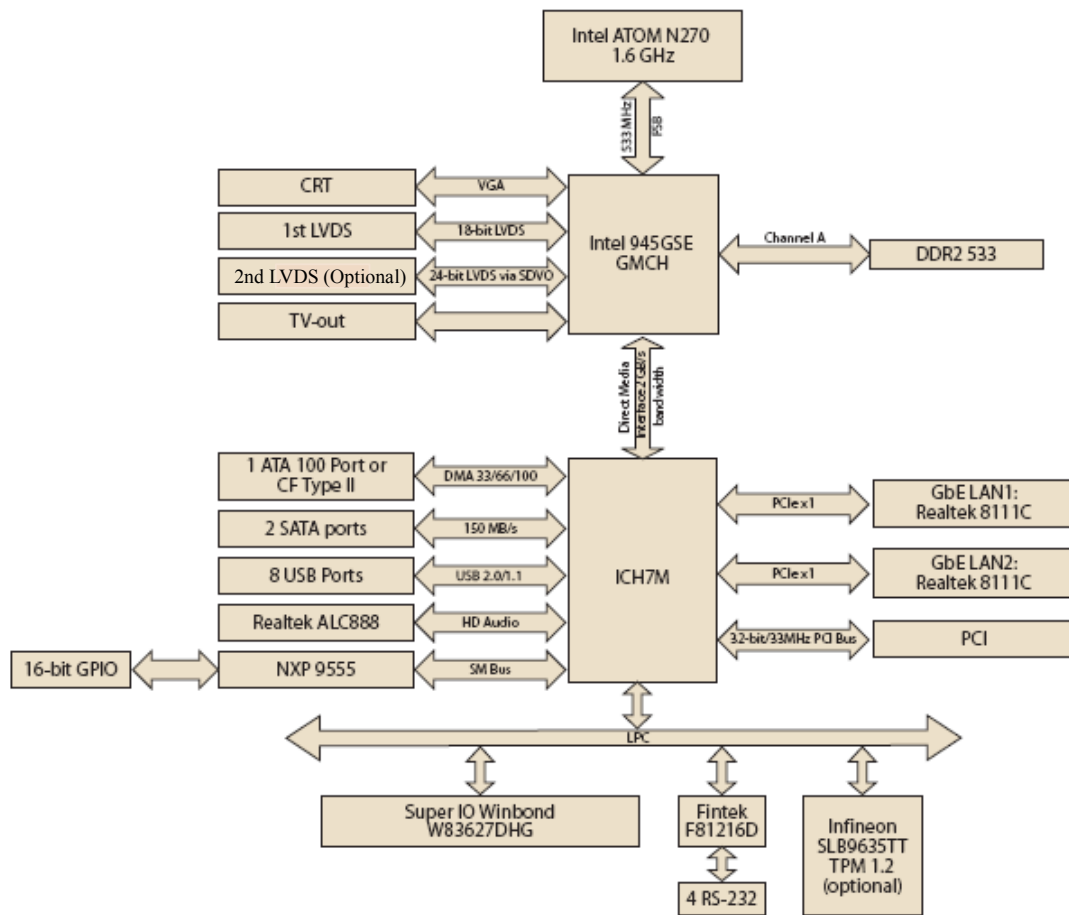 Intel ATOM N270
1.6 GHz
533 MHz
FSB
CRT
VGA
1st LVDS
18-bit LVDS
2nd LVDS (Optional)
24-bit LVDS via SDVO
TV-out
Intel 945GSE
GMCH
Channel A
DDR2 533
Direct Media
Interface2 GB/s
bandwidth
1 ATA 100 Port or
CF Type II
DMA 33/66/100
2 SATA ports
150 MB/s
8 USB Ports
USB 2.0/1.1
Realtek ALC888
HD Audio
16-bit GPIO
NXP 9555
SM Bus
ICH7M
PCIe x1
GbE LAN1:
Realtek 8111C
PCIe x1
GbE LAN2:
Realtek 8111C
32-bit/33MHz PCI Bus
PCI
LPC
Super IO Winbond
W83627DHG
Fintek
F81216D
4 RS-232
Infineon
SLB9635TT
TPM 1.2
(optional)